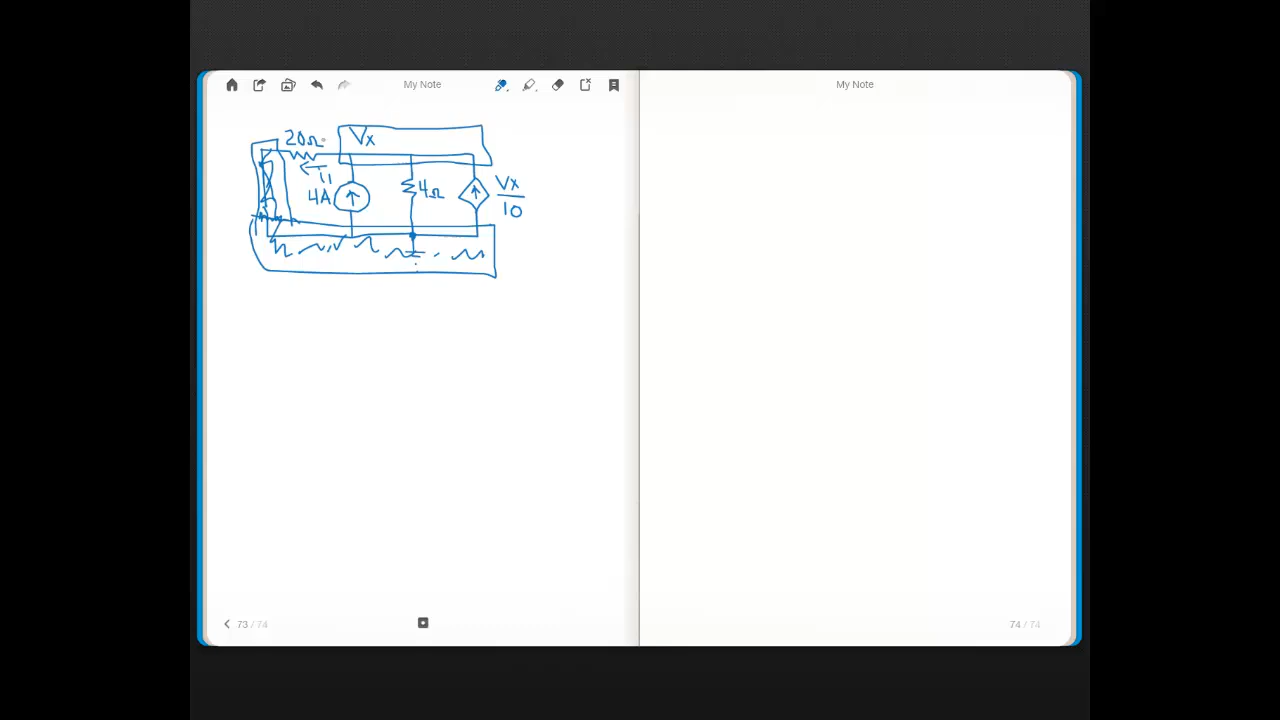 My Note
My Note
20Ω
Vx
i1
4A
4Ω
Vx
10
73 / 74
74 / 74